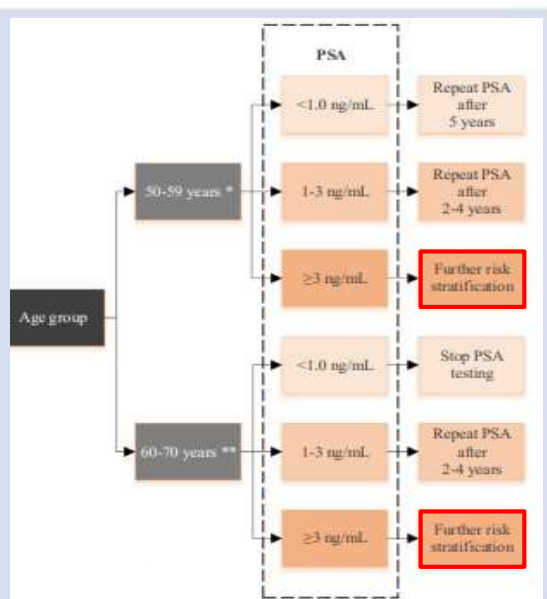 PSA
<1.0 ng/mL
Repeat PSA
after
5 years
50-59 years *
1-3 ng/mL
Repeat PSA
after
2-4 years
≥3 ng/mL
Further risk
stratification
Age group
<1.0 ng/mL
Stop PSA
testing
60-70 years **
1-3 ng/mL
Repeat PSA
after
2-4 years
≥3 ng/mL
Further risk
stratification